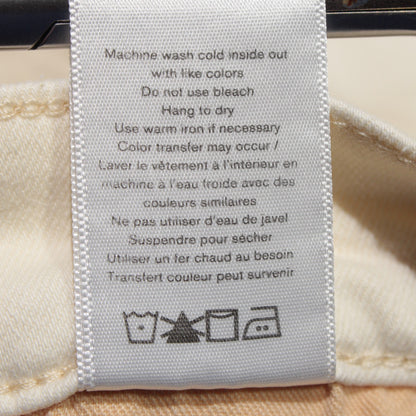 Machine wash cold inside out
with like colors
Do not use bleach
Hang to dry
Use warm iron if necessary
Color transfer may occur /
Laver le vêtement à l'intérieur en
machine à l'eau froide avec des
couleurs similaires
Ne pas utiliser d'eau de javel
Suspendre pour sécher
Utiliser un fer chaud au besoin
Transfert couleur peut survenir